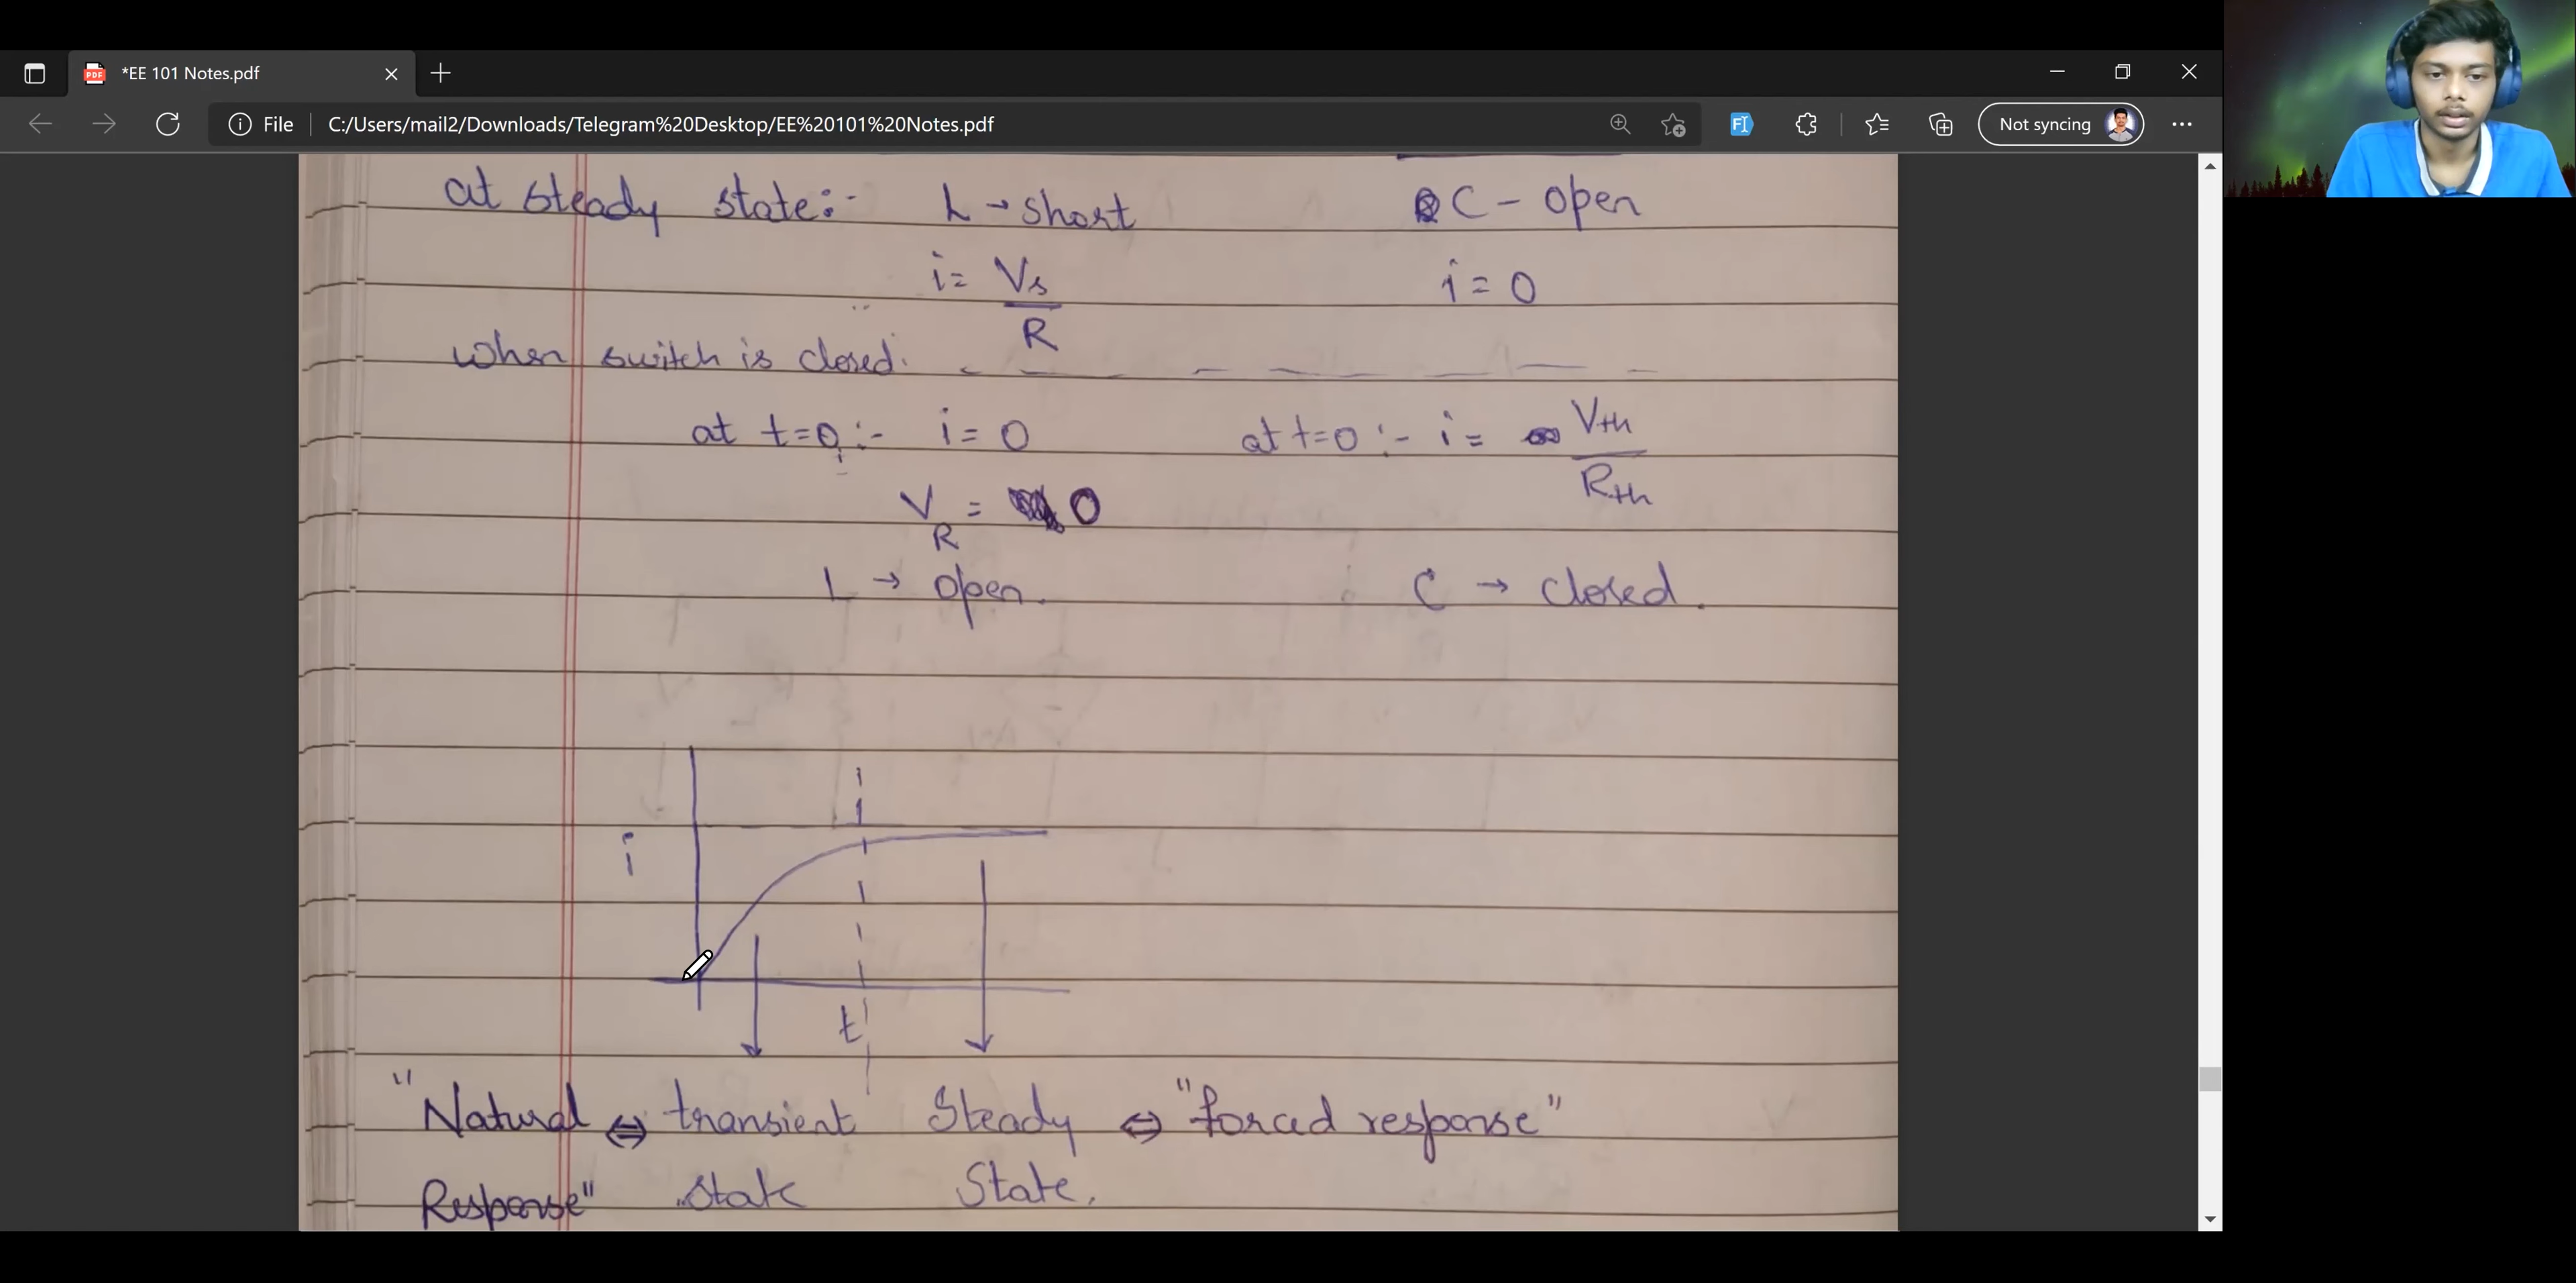 *EE 101 Notes.pdf
File C:/Users/mail2/Downloads/Telegram%20Desktop/EE%20101%20Notes.pdf Not syncing
at steady state:- L → short C - open
i = Vs/R i = 0
when switch is closed.
at t=0 :- i = 0 at t=0 :- i = Vth/Rth
VR = 0
L → open. C → closed.
i
t
"Natural ⇔ transient Steady ⇔ "forced response"
Response" state State.